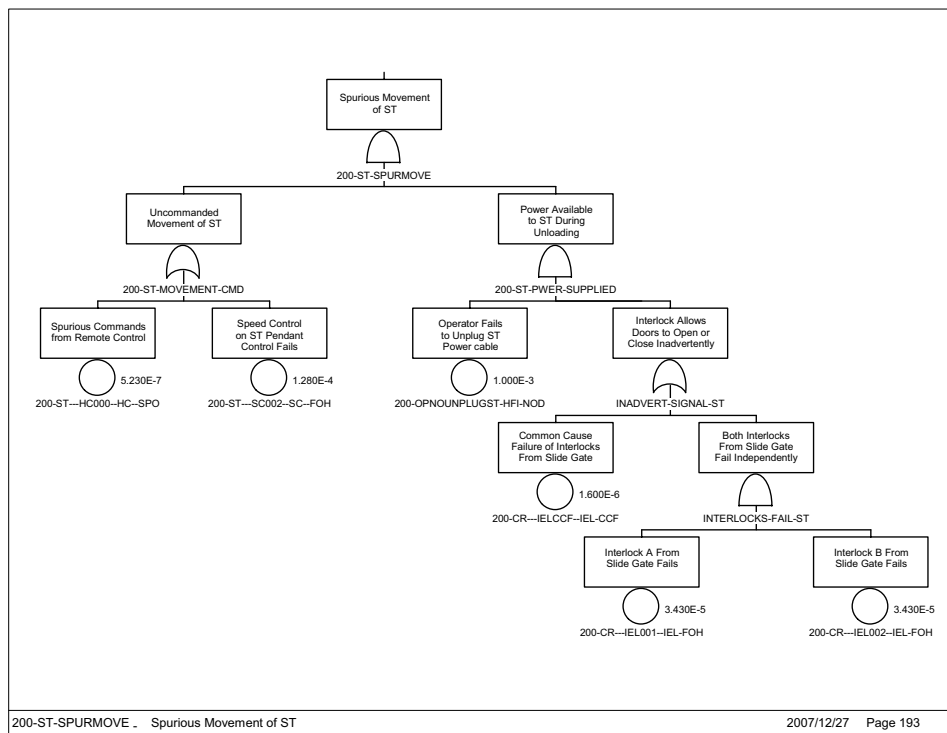 Spurious Movement
of ST
200-ST-SPURMOVE
Uncommanded
Movement of ST
200-ST-MOVEMENT-CMD
Power Available
to ST During
Unloading
200-ST-PWER-SUPPLIED
Spurious Commands
from Remote Control
5.230E-7
200-ST---HC000--HC--SPO
Speed Control
on ST Pendant
Control Fails
1.280E-4
200-ST---SC002--SC--FOH
Operator Fails
to Unplug ST
Power cable
1.000E-3
200-OPNOUNPLUGST-HFI-NOD
Interlock Allows
Doors to Open or
Close Inadvertently
INADVERT-SIGNAL-ST
Common Cause
Failure of Interlocks
From Slide Gate
1.600E-6
200-CR---IELCCF--IEL-CCF
Both Interlocks
From Slide Gate
Fail Independently
INTERLOCKS-FAIL-ST
Interlock A From
Slide Gate Fails
3.430E-5
200-CR---IEL001--IEL-FOH
Interlock B From
Slide Gate Fails
3.430E-5
200-CR---IEL002--IEL-FOH
200-ST-SPURMOVE - Spurious Movement of ST
2007/12/27 Page 193